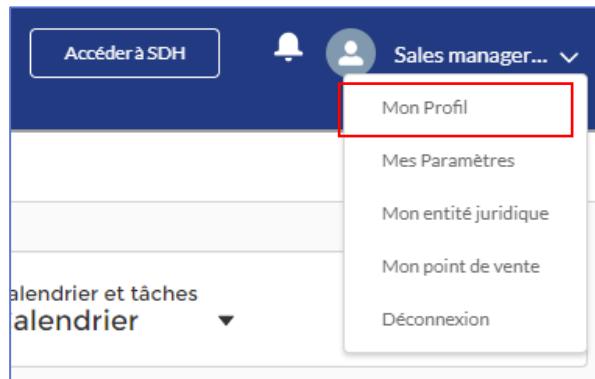 Accéder à SDH
Sales manager...
Mon Profil
Mes Paramètres
Mon entité juridique
Mon point de vente
Déconnexion
alendrier et tâches
alendrier